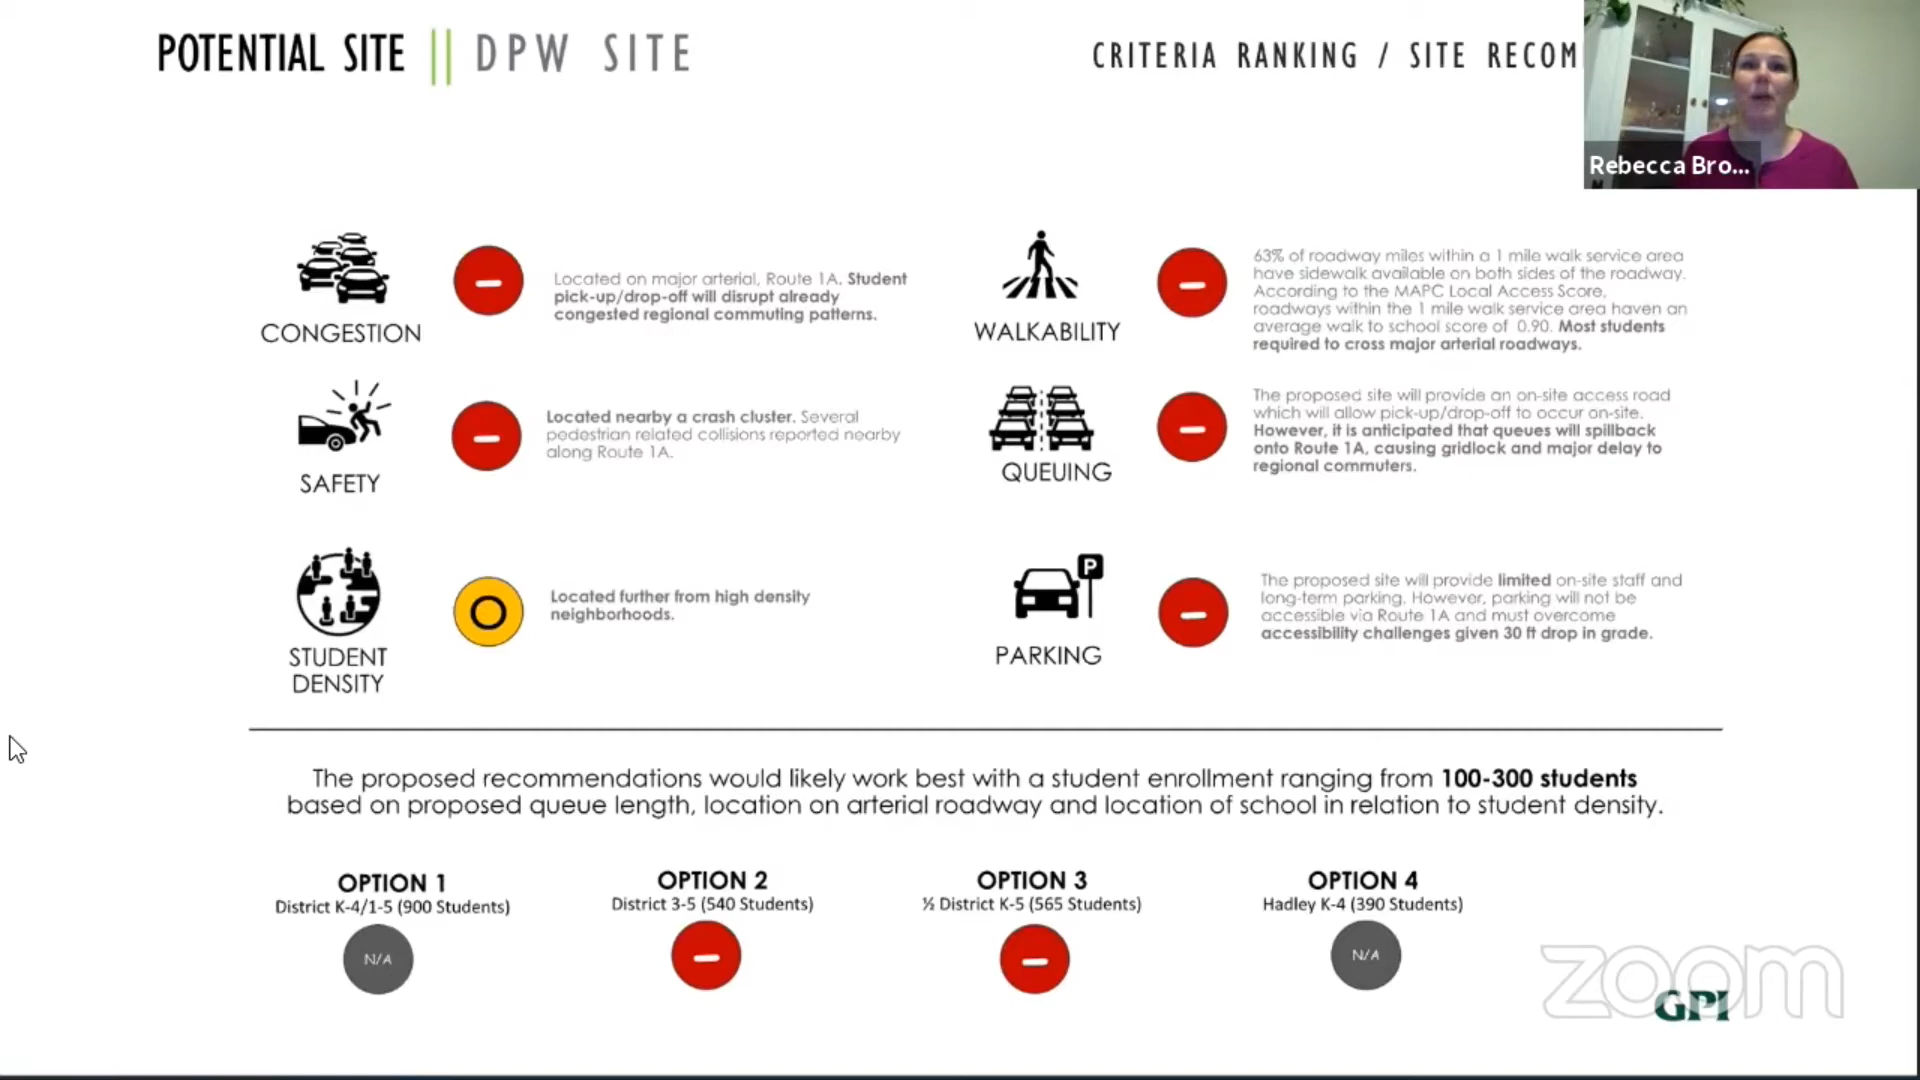 POTENTIAL SITE || DPW SITE
CRITERIA RANKING / SITE RECOM
Rebecca Bro...
CONGESTION
Located on major arterial, Route 1A. Student
pick-up/drop-off will disrupt already
congested regional commuting patterns.
WALKABILITY
63% of roadway miles within a 1 mile walk service area
have sidewalk available on both sides of the roadway.
According to the MAPC Local Access Score,
roadways within the 1 mile walk service area haven an
average walk to school score of 0.90. Most students
required to cross major arterial roadways.
SAFETY
Located nearby a crash cluster. Several
pedestrian related collisions reported nearby
along Route 1A.
QUEUING
The proposed site will provide an on-site access road
which will allow pick-up/drop-off to occur on-site.
However, it is anticipated that queues will spillback
onto Route 1A, causing gridlock and major delay to
regional commuters.
STUDENT
DENSITY
Located further from high density
neighborhoods.
P
PARKING
The proposed site will provide limited on-site staff and
long-term parking. However, parking will not be
accessible via Route 1A and must overcome
accessibility challenges given 30 ft drop in grade.
The proposed recommendations would likely work best with a student enrollment ranging from 100-300 students
based on proposed queue length, location on arterial roadway and location of school in relation to student density.
OPTION 1
District K-4/1-5 (900 Students)
N/A
OPTION 2
District 3-5 (540 Students)
OPTION 3
½ District K-5 (565 Students)
OPTION 4
Hadley K-4 (390 Students)
N/A
zoom
GPI